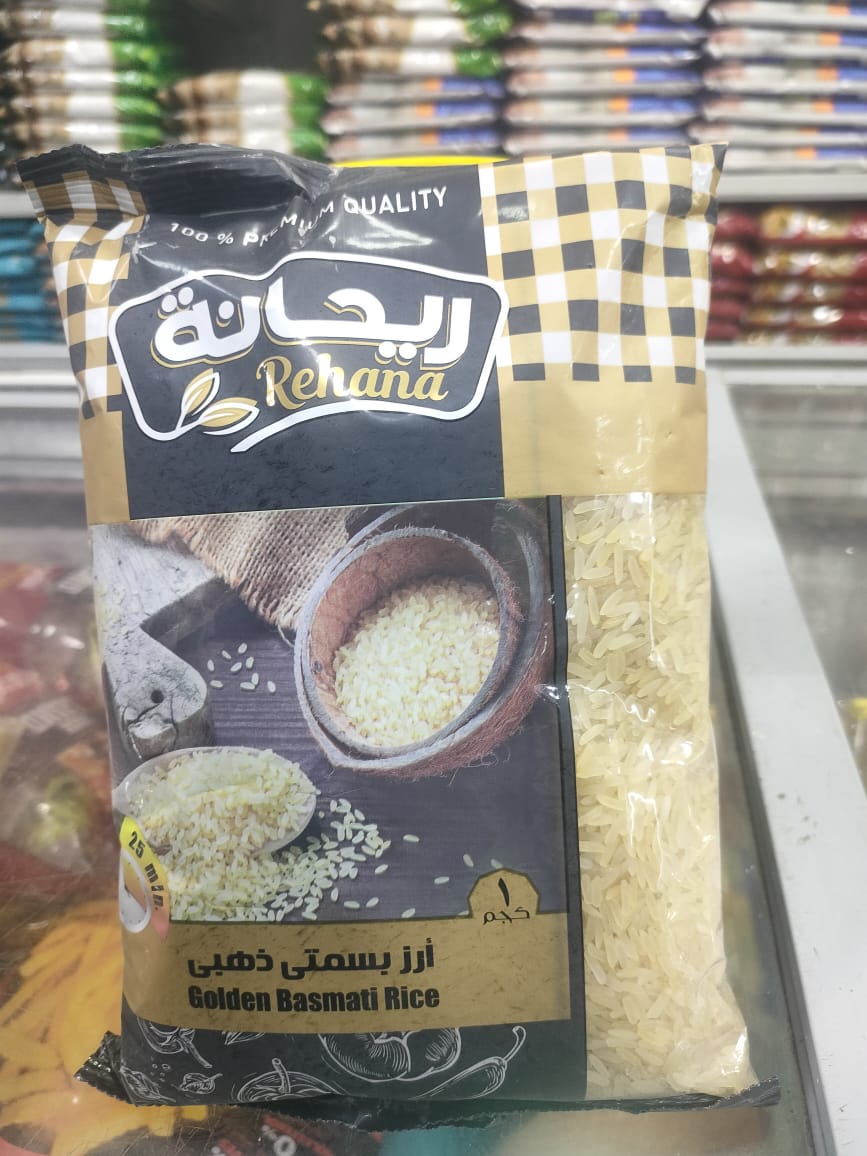 100 % PREMIUM QUALITY
ريحانة
Rehana
25 min.
١
كجم
أرز بسمتى ذهبى
Golden Basmati Rice